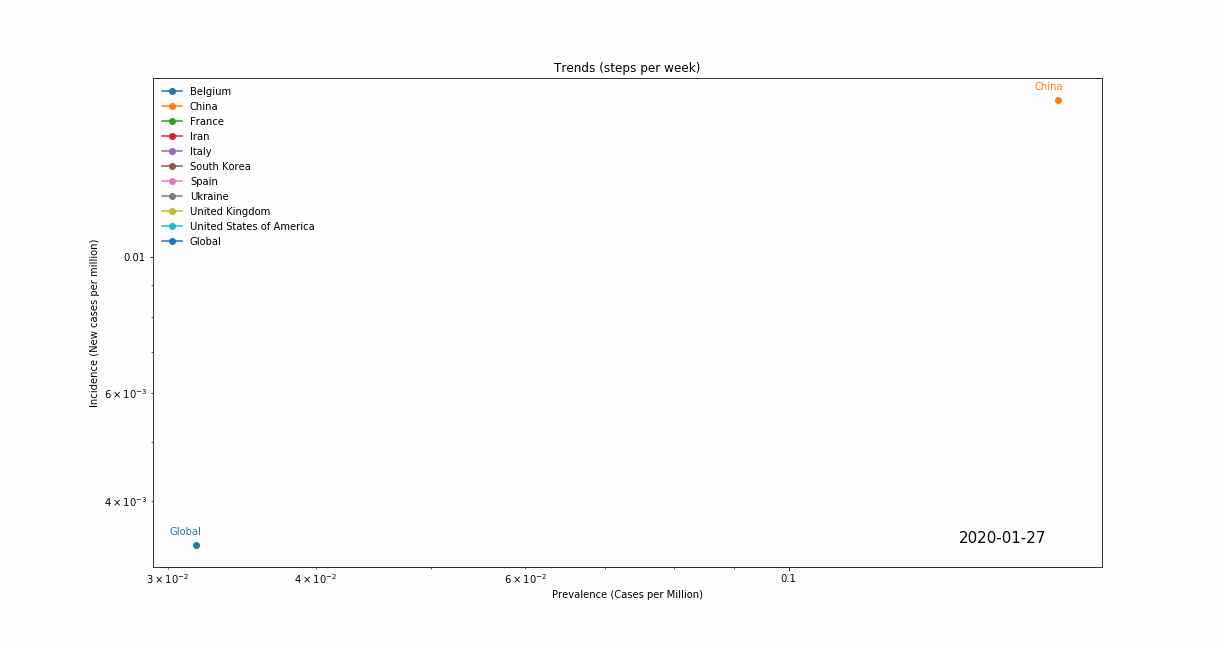 Trends (steps per week)
China
Belgium
China
France
Iran
Italy
South Korea
Spain
Ukraine
United Kingdom
United States of America
Global
0.01
6 × 10⁻³
4 × 10⁻³
Incidence (New cases per million)
Global
2020-01-27
3 × 10⁻²
4 × 10⁻²
6 × 10⁻²
0.1
Prevalence (Cases per Million)